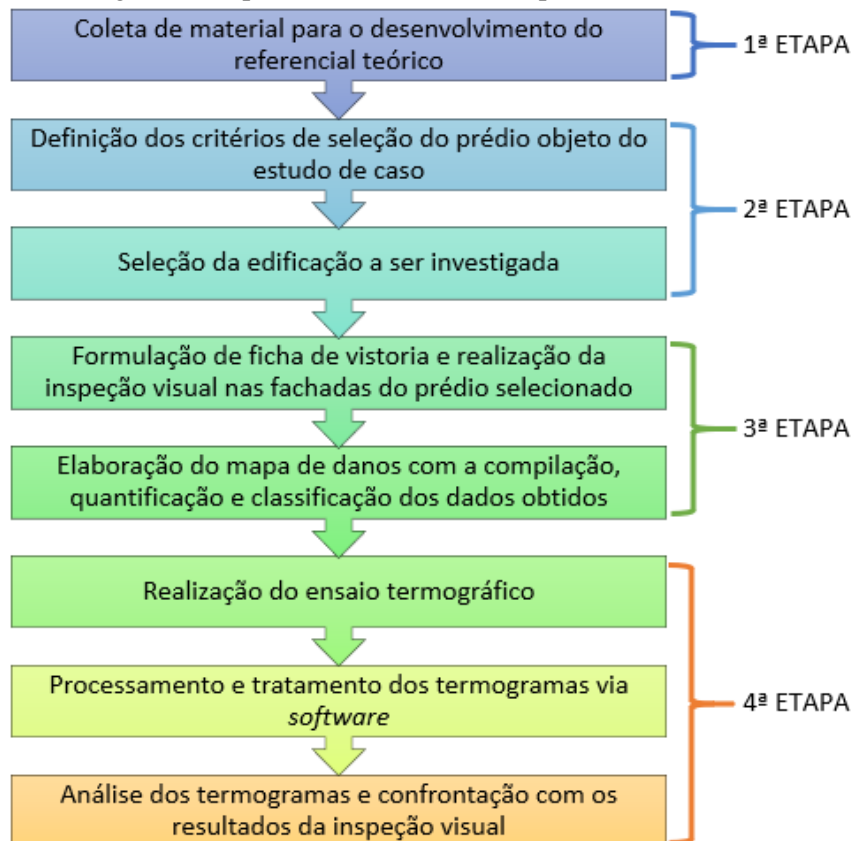 Coleta de material para o desenvolvimento do
referencial teórico
1ª ETAPA
Definição dos critérios de seleção do prédio objeto do
estudo de caso
2ª ETAPA
Seleção da edificação a ser investigada
Formulação de ficha de vistoria e realização da
inspeção visual nas fachadas do prédio selecionado
3ª ETAPA
Elaboração do mapa de danos com a compilação,
quantificação e classificação dos dados obtidos
Realização do ensaio termográfico
Processamento e tratamento dos termogramas via
software
4ª ETAPA
Análise dos termogramas e confrontação com os
resultados da inspeção visual